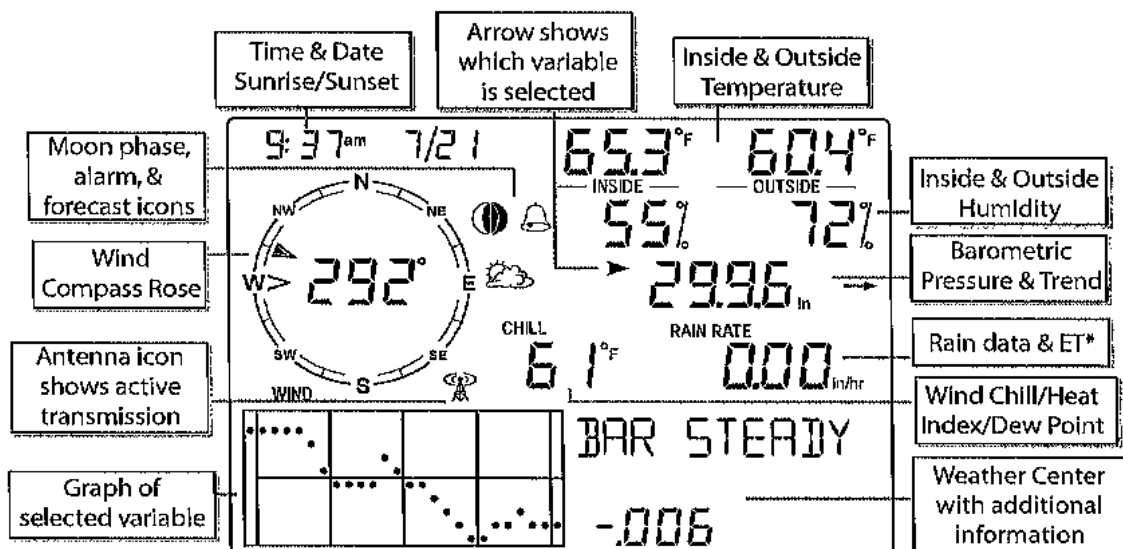 Time & Date
Sunrise/Sunset
Arrow shows
which variable
is selected
Inside & Outside
Temperature
Moon phase,
alarm, &
forecast icons
9:37am 7/21
65.3°F 60.4°F
INSIDE OUTSIDE
55% 72%
Inside & Outside
Humidity
N
NW NE
W E
SW SE
S
292°
Wind
Compass Rose
29.96 in
Barometric
Pressure & Trend
CHILL
61°F
RAIN RATE
0.00 in/hr
Rain data & ET*
Antenna icon
shows active
transmission
WIND
Wind Chill/Heat
Index/Dew Point
BAR STEADY
-.006
Graph of
selected variable
Weather Center
with additional
information